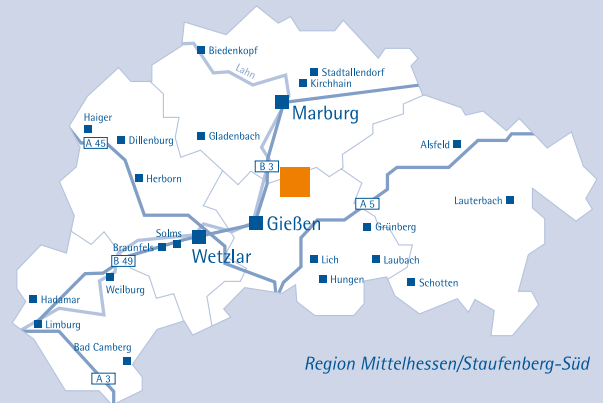 Biedenkopf
Lahn
Stadtallendorf
Kirchhain
Marburg
Haiger
A 45
Dillenburg
Gladenbach
Alsfeld
B 3
Herborn
A 5
Lauterbach
Gießen
Grünberg
Solms
Braunfels
Wetzlar
B 49
Lich
Laubach
Weilburg
Hungen
Schotten
Hadamar
Limburg
Bad Camberg
A 3
Region Mittelhessen/Staufenberg-Süd